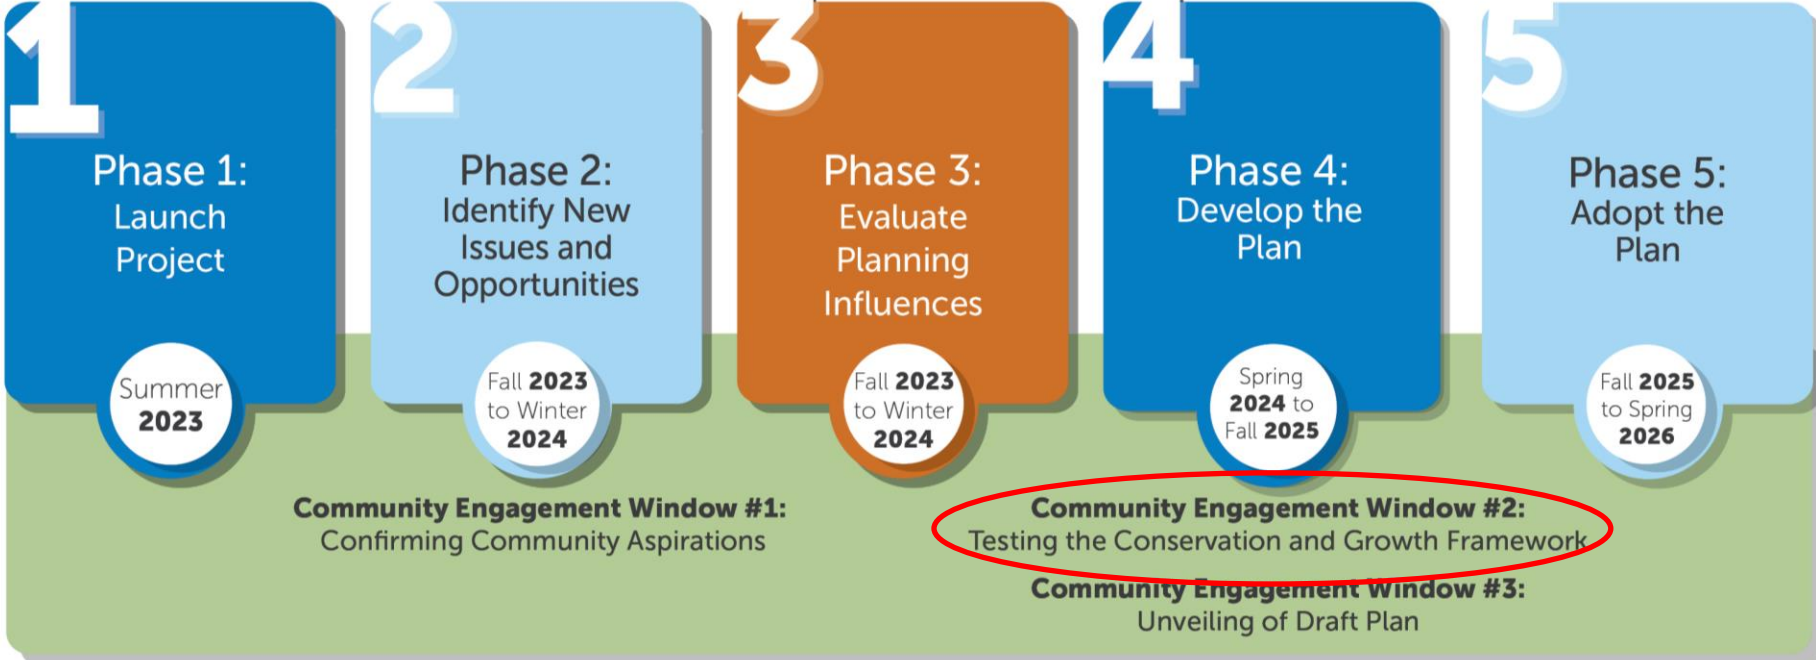 1
Phase 1:
Launch
Project
Summer
2023
2
Phase 2:
Identify New
Issues and
Opportunities
Fall 2023
to Winter
2024
3
Phase 3:
Evaluate
Planning
Influences
Fall 2023
to Winter
2024
4
Phase 4:
Develop the
Plan
Spring
2024 to
Fall 2025
5
Phase 5:
Adopt the
Plan
Fall 2025
to Spring
2026
Community Engagement Window #1:
Confirming Community Aspirations
Community Engagement Window #2:
Testing the Conservation and Growth Framework
Community Engagement Window #3:
Unveiling of Draft Plan